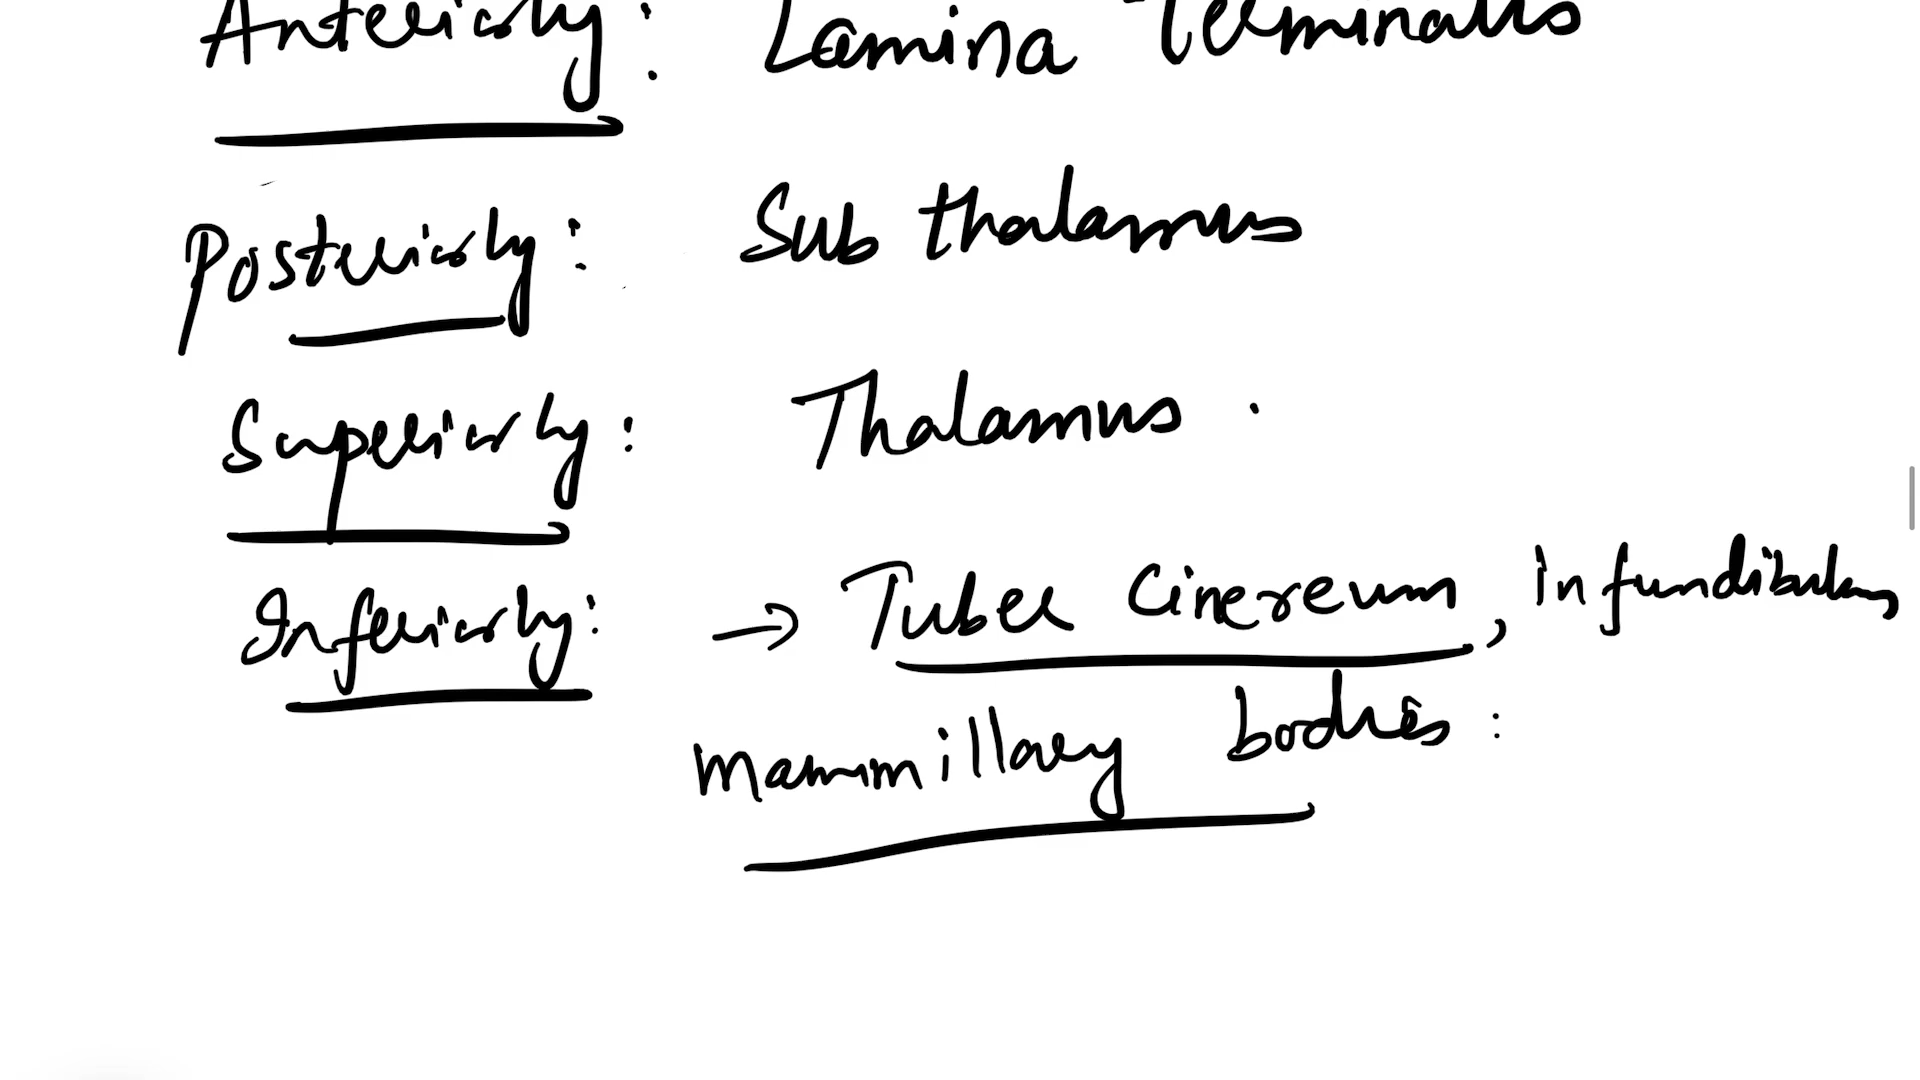 Anteriorly: Lamina Terminalis
Posteriorly: Sub thalamus
Superiorly: Thalamus.
Inferiorly: → Tuber Cinereum, infundibulum
mammillary bodies: